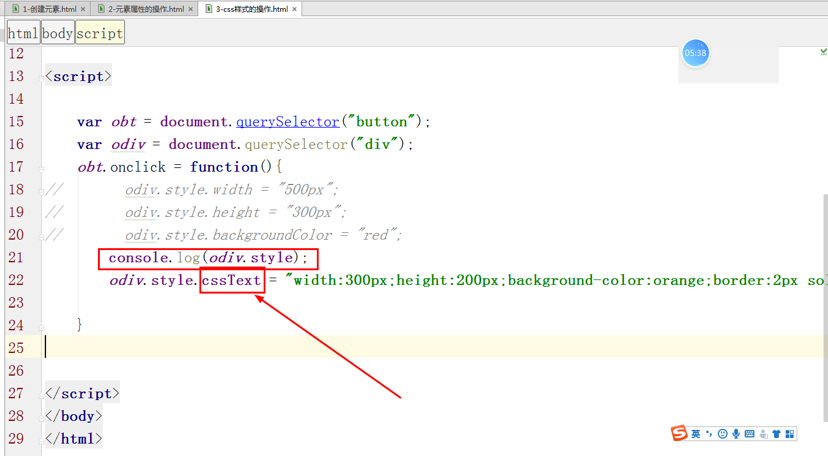 1-创建元素.html × 2-元素属性的操作.html × 3-css样式的操作.html ×
html body script
05:38
12
13 <script>
14
15 var obt = document.querySelector("button");
16 var odiv = document.querySelector("div");
17 obt.onclick = function(){
18 // odiv.style.width = "500px";
19 // odiv.style.height = "300px";
20 // odiv.style.backgroundColor = "red";
21 console.log(odiv.style);
22 odiv.style.cssText = "width:300px;height:200px;background-color:orange;border:2px sol
23
24 }
25
26
27 </script>
28 </body>
29 </html>
S 英